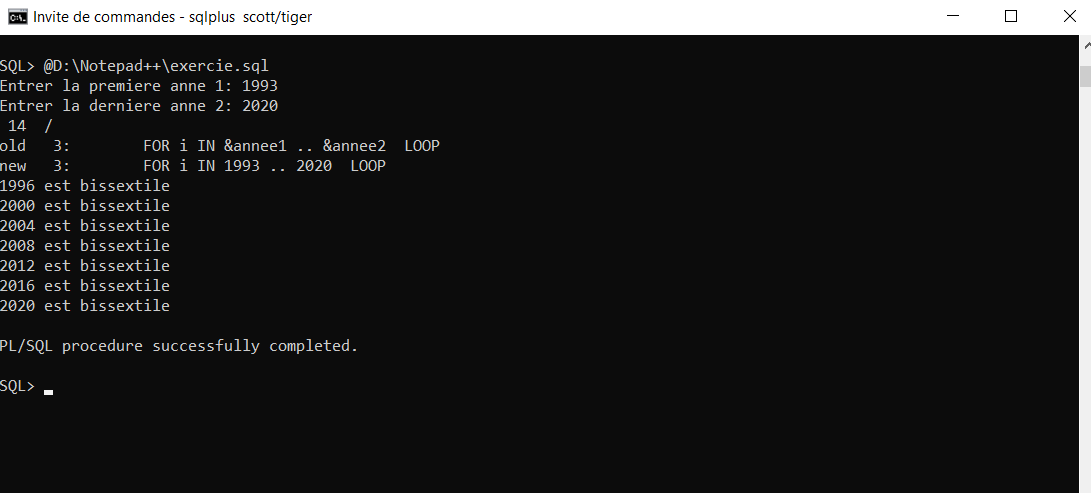 Invite de commandes - sqlplus  scott/tiger
SQL> @D:\Notepad++\exercie.sql
Entrer la premiere anne 1: 1993
Entrer la derniere anne 2: 2020
 14  /
old   3:        FOR i IN &annee1 .. &annee2  LOOP
new   3:        FOR i IN 1993 .. 2020  LOOP
1996 est bissextile
2000 est bissextile
2004 est bissextile
2008 est bissextile
2012 est bissextile
2016 est bissextile
2020 est bissextile
PL/SQL procedure successfully completed.
SQL>